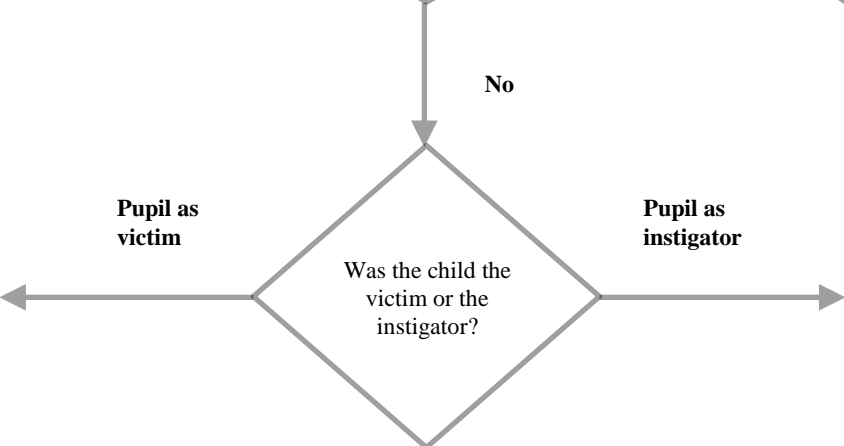 No
Pupil as
victim
Pupil as
instigator
Was the child the
victim or the
instigator?